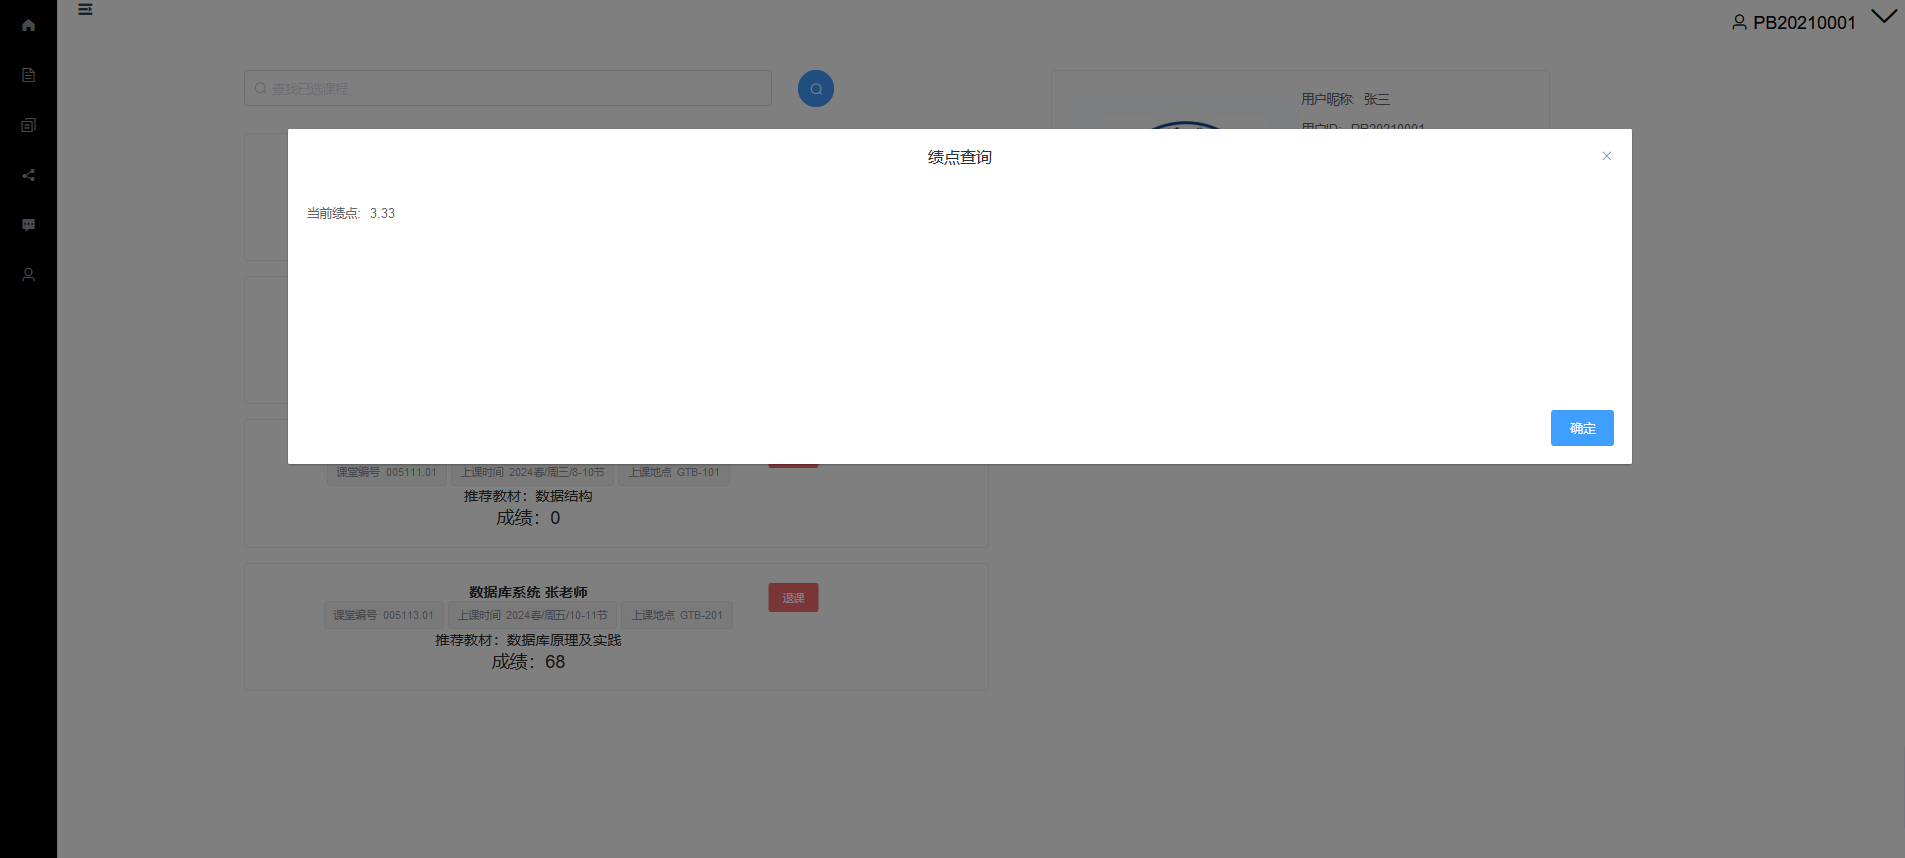 PB20210001
查找已选课程
用户昵称: 张三
用户ID: PB20210001
绩点查询
当前绩点: 3.33
确定
课堂编号 005111.01 上课时间 2024春/周三/8-10节 上课地点 GTB-101
推荐教材：数据结构
成绩：0
数据库系统 张老师
退课
课堂编号 005113.01 上课时间 2024春/周五/10-11节 上课地点 GTB-201
推荐教材：数据库原理及实践
成绩：68